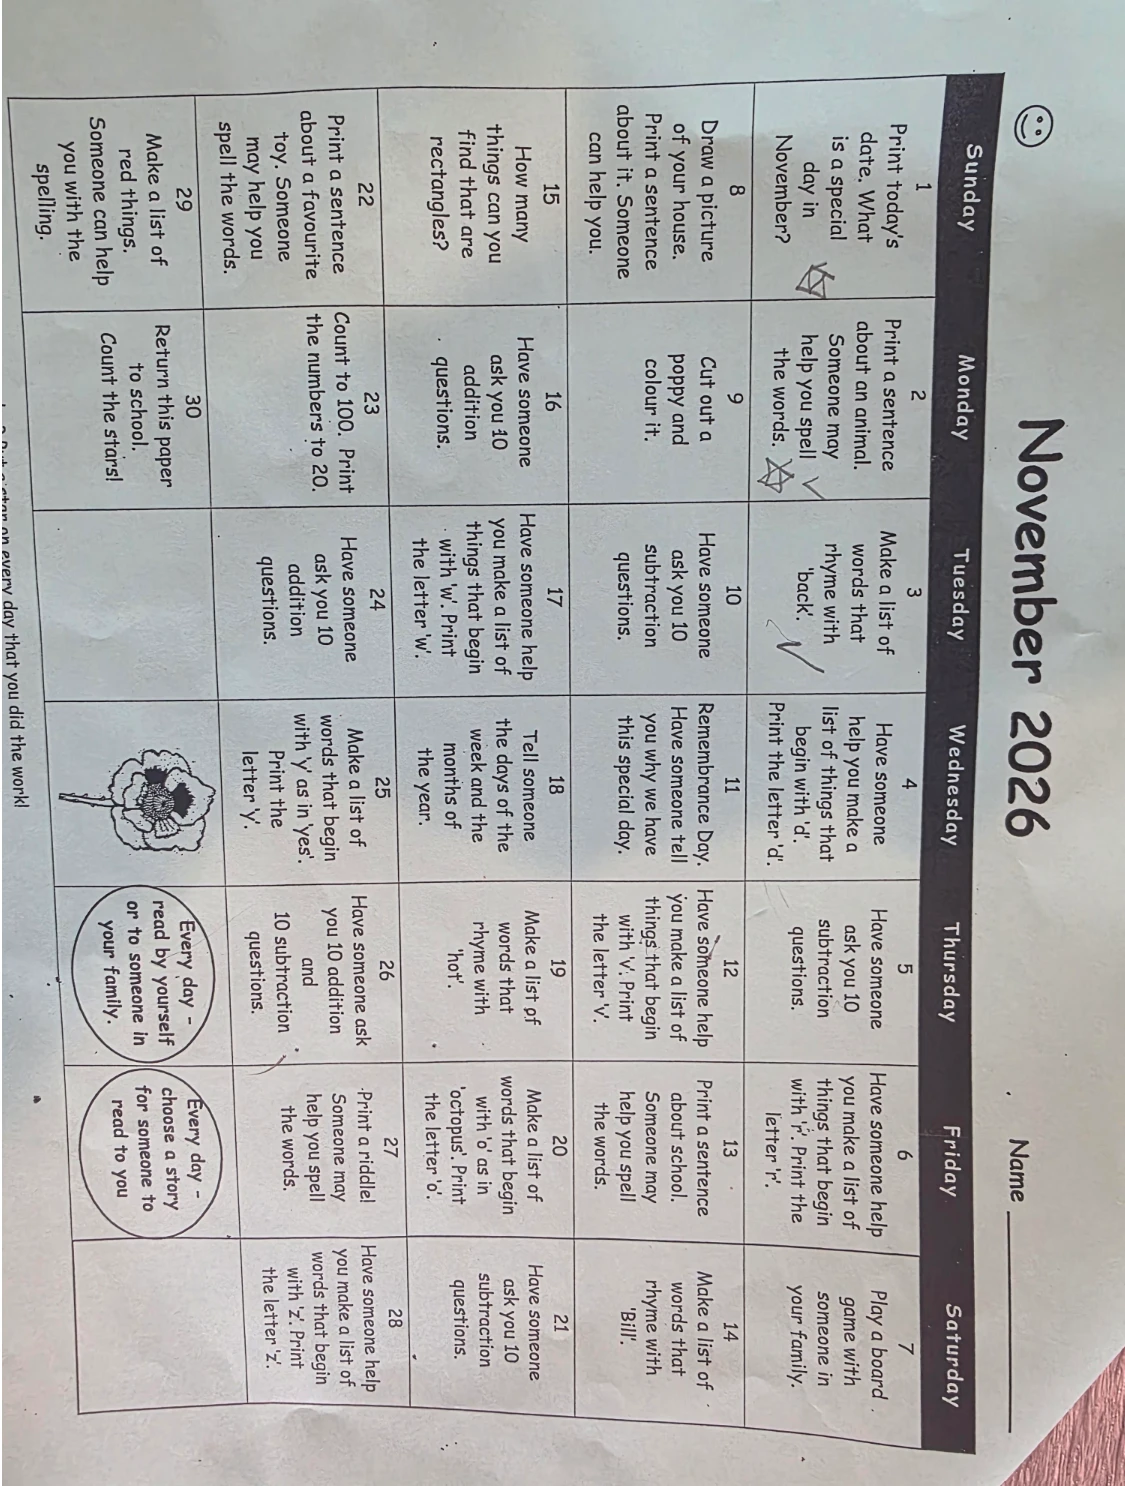 November 2026
Name
Sunday
Monday
Tuesday
Wednesday
Thursday
Friday
Saturday
1
Print today's
date. What
is a special
day in
November?
2
Print a sentence
about an animal.
Someone may
help you spell
the words.
3
Make a list of
words that
rhyme with
'back'.
4
Have someone
help you make a
list of things that
begin with 'd'.
Print the letter 'd'.
5
Have someone
ask you 10
subtraction
questions.
6
Have someone help
you make a list of
things that begin
with 'r'. Print the
letter 'r'.
7
Play a board
game with
someone in
your family.
8
Draw a picture
of your house.
Print a sentence
about it. Someone
can help you.
9
Cut out a
poppy and
colour it.
10
Have someone
ask you 10
subtraction
questions.
11
Remembrance Day.
Have someone tell
you why we have
this special day.
12
Have someone help
you make a list of
things that begin
with 'v'. Print
the letter 'v'.
13
Print a sentence
about school.
Someone may
help you spell
the words.
14
Make a list of
words that
rhyme with
'Bill'.
15
How many
things can you
find that are
rectangles?
16
Have someone
ask you 10
addition
questions.
17
Have someone help
you make a list of
things that begin
with 'w'. Print
the letter 'w'.
18
Tell someone
the days of the
week and the
months of
the year.
19
Make a list of
words that
rhyme with
'hot'.
20
Make a list of
words that begin
with 'o' as in
'octopus'. Print
the letter 'o'.
21
Have someone
ask you 10
subtraction
questions.
22
Print a sentence
about a favourite
toy. Someone
may help you
spell the words.
23
Count to 100. Print
the numbers to 20.
24
Have someone
ask you 10
addition
questions.
25
Make a list of
words that begin
with 'y' as in 'yes'.
Print the
letter 'y'.
26
Have someone ask
you 10 addition
and
10 subtraction
questions.
27
Print a riddle!
Someone may
help you spell
the words.
28
Have someone help
you make a list of
words that begin
with 'z'. Print
the letter 'z'.
29
Make a list of
red things.
Someone can help
you with the
spelling.
30
Return this paper
to school.
Count the stars!
Every day -
read by yourself
or to someone in
your family.
Every day -
choose a story
for someone to
read to you
star on every day that you did the work!